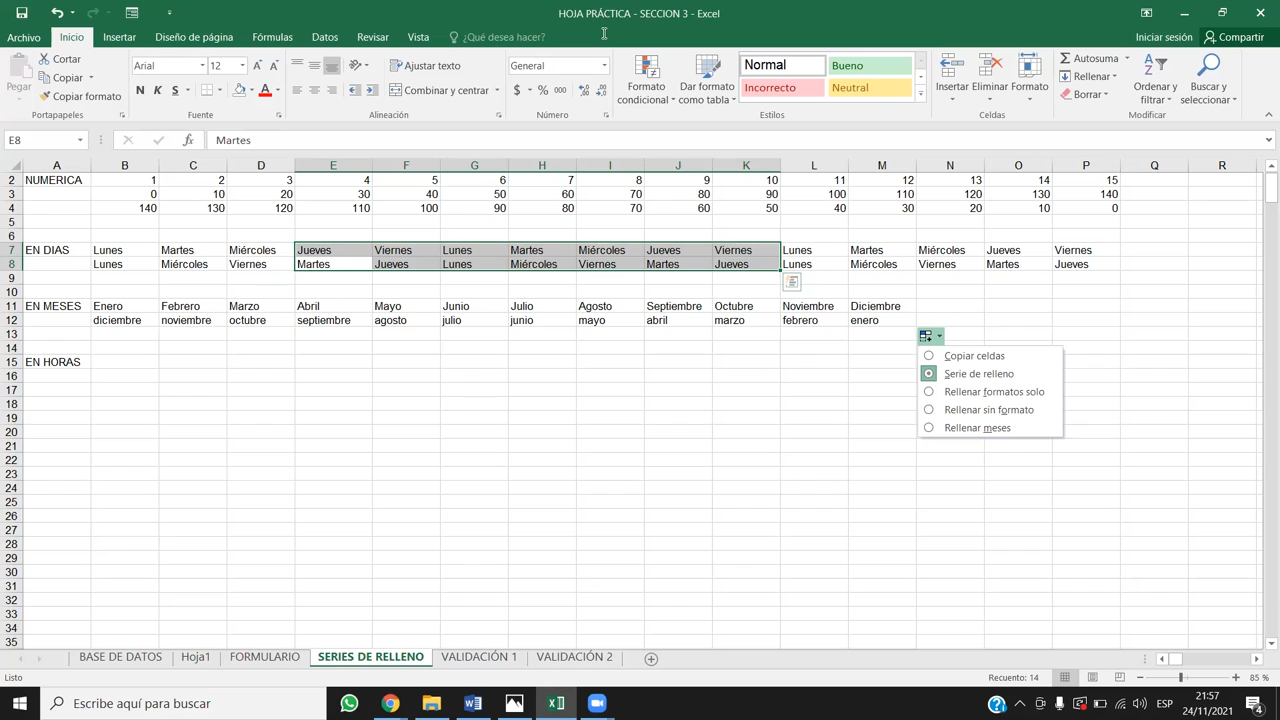 HOJA PRÁCTICA - SECCION 3 - Excel
Archivo Inicio Insertar Diseño de página Fórmulas Datos Revisar Vista ¿Qué desea hacer? Iniciar sesión Compartir
Pegar
Cortar
Copiar
Copiar formato
Portapapeles
Arial 12
N K S
Fuente
Ajustar texto
Combinar y centrar
Alineación
General
$ % 000
Número
Formato condicional
Dar formato como tabla
Normal Bueno
Incorrecto Neutral
Estilos
Insertar Eliminar Formato
Celdas
Autosuma
Rellenar
Borrar
Ordenar y filtrar
Buscar y seleccionar
Modificar
E8 fx Martes
A B C D E F G H I J K L M N O P Q R
2 NUMERICA 1 2 3 4 5 6 7 8 9 10 11 12 13 14 15
3 0 10 20 30 40 50 60 70 80 90 100 110 120 130 140
4 140 130 120 110 100 90 80 70 60 50 40 30 20 10 0
5
6
7 EN DIAS Lunes Martes Miércoles Jueves Viernes Lunes Martes Miércoles Jueves Viernes Lunes Martes Miércoles Jueves Viernes
8 Lunes Miércoles Viernes Martes Jueves Lunes Miércoles Viernes Martes Jueves Lunes Miércoles Viernes Martes Jueves
9
10
11 EN MESES Enero Febrero Marzo Abril Mayo Junio Julio Agosto Septiembre Octubre Noviembre Diciembre
12 diciembre noviembre octubre septiembre agosto julio junio mayo abril marzo febrero enero
13
14
15 EN HORAS
16
17
18
19
20
21
22
23
24
25
26
27
28
29
30
31
32
33
34
35
Copiar celdas
Serie de relleno
Rellenar formatos solo
Rellenar sin formato
Rellenar meses
BASE DE DATOS Hoja1 FORMULARIO SERIES DE RELLENO VALIDACIÓN 1 VALIDACIÓN 2
Listo Recuento: 14 85 %
Escribe aquí para buscar ESP 21:57
24/11/2021 4